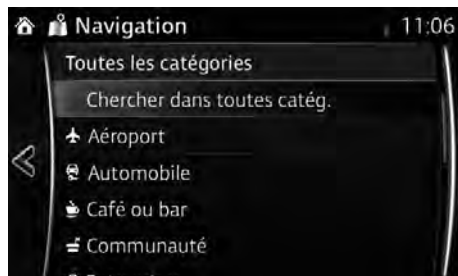 Navigation 11:06
Toutes les catégories
Chercher dans toutes catég.
Aéroport
Automobile
Café ou bar
Communauté